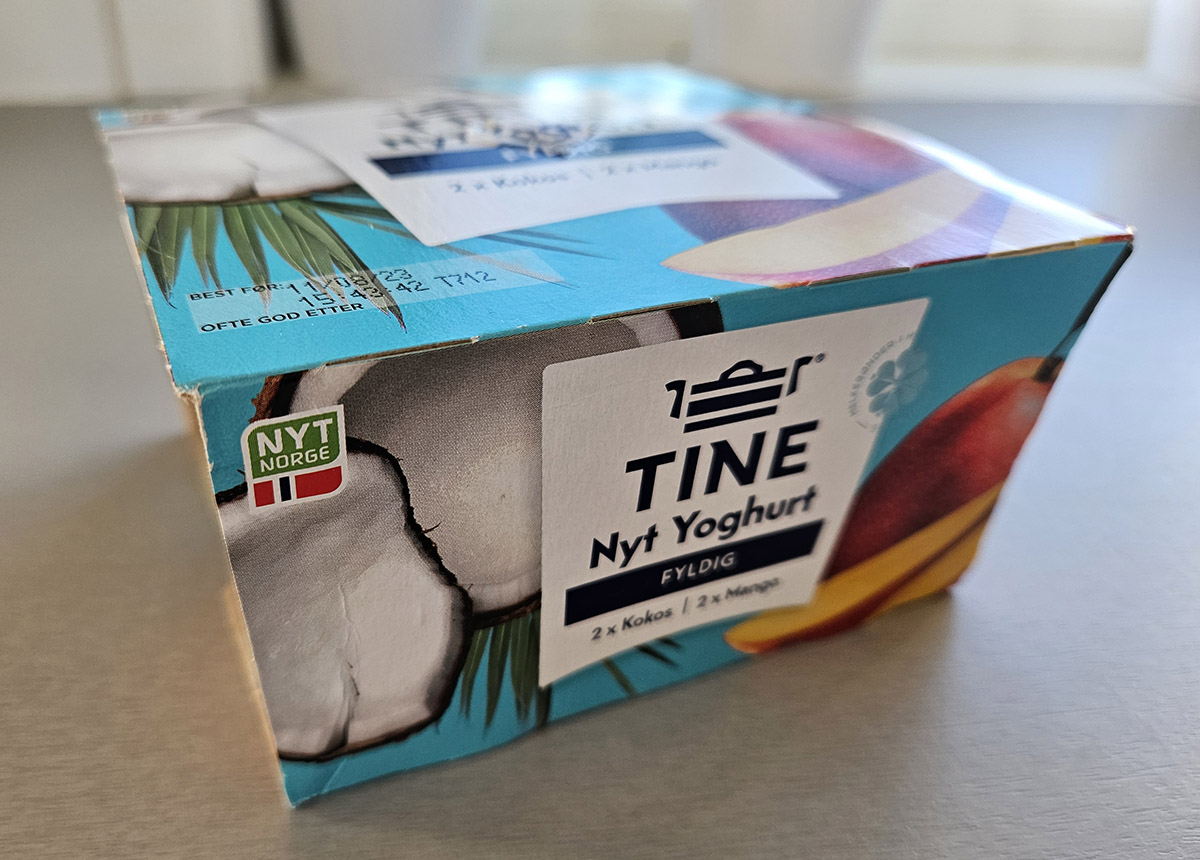 2 x Kokos | 2 x Mango
BEST FØR: 11/08/23
15:43 42 T712
OFTE GOD ETTER
NYT
NORGE
TINE®
Nyt Yoghurt
FYLDIG
2 x Kokos | 2 x Mango